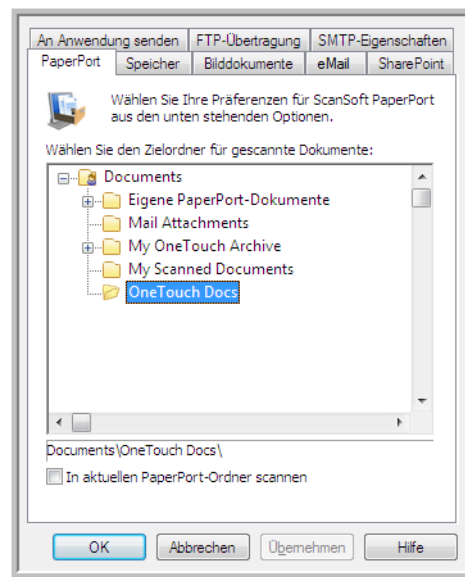 An Anwendung senden FTP-Übertragung SMTP-Eigenschaften
PaperPort Speicher Bilddokumente eMail SharePoint
Wählen Sie Ihre Präferenzen für ScanSoft PaperPort
aus den unten stehenden Optionen.
Wählen Sie den Zielordner für gescannte Dokumente:
Documents
Eigene PaperPort-Dokumente
Mail Attachments
My OneTouch Archive
My Scanned Documents
OneTouch Docs
Documents\OneTouch Docs\
In aktuellen PaperPort-Ordner scannen
OK Abbrechen Übernehmen Hilfe